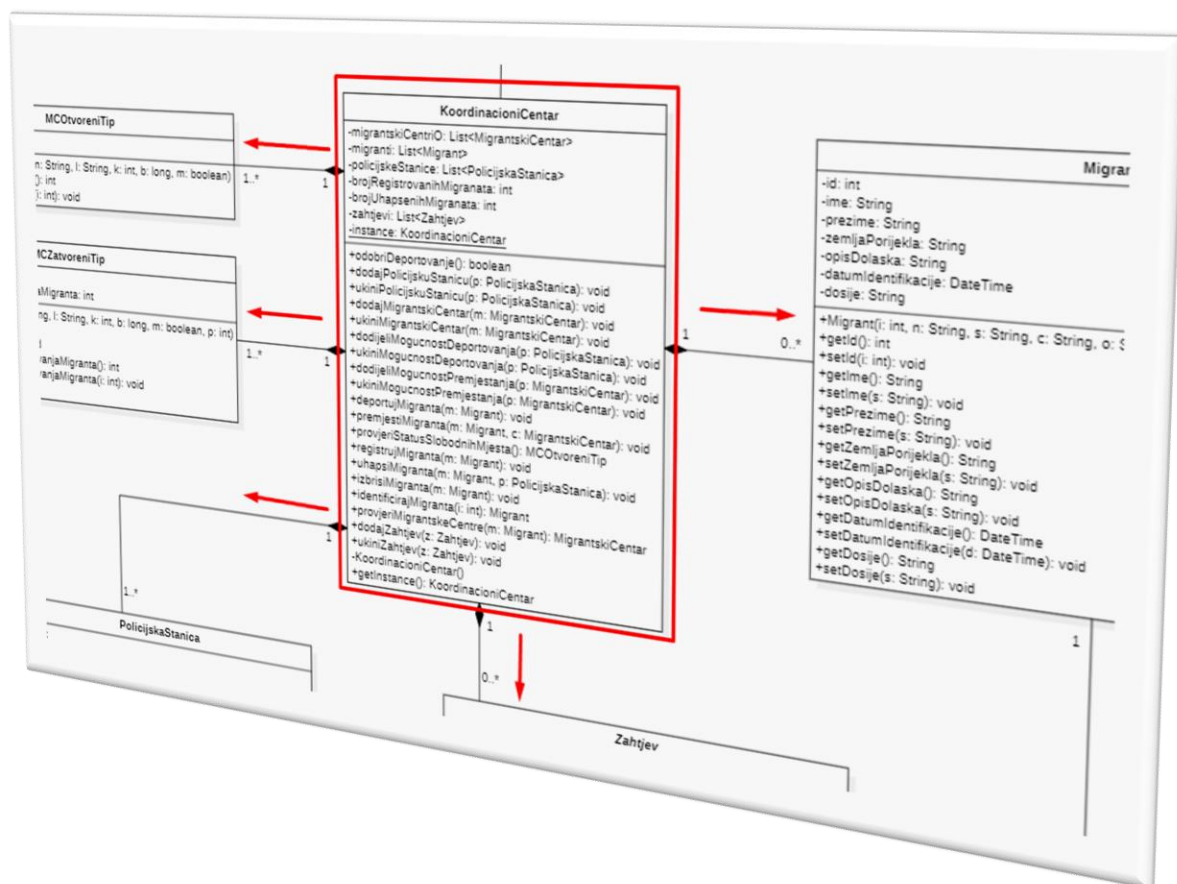 MCOtvoreniTip
n: String, l: String, k: int, b: long, m: boolean)
(): int
(i: int): void
1..*
1
MCZatvoreniTip
aMigranta: int
ng, l: String, k: int, b: long, m: boolean, p: int)
vanjaMigranta(): int
vanjaMigranta(i: int): void
1..*
1
1
1..*
PolicijskaStanica
KoordinacioniCentar
-migrantskiCentriO: List<MigrantskiCentar>
-migranti: List<Migrant>
-policijskeStanice: List<PolicijskaStanica>
-brojRegistrovanihMigranata: int
-brojUhapsenihMigranata: int
-zahtjevi: List<Zahtjev>
-instance: KoordinacioniCentar
+odobriDeportovanje(): boolean
+dodajPolicijskuStanicu(p: PolicijskaStanica): void
+ukiniPolicijskuStanicu(p: PolicijskaStanica): void
+dodajMigrantskiCentar(m: MigrantskiCentar): void
+ukiniMigrantskiCentar(m: MigrantskiCentar): void
+dodijeliMogucnostDeportovanja(p: PolicijskaStanica): void
+ukiniMogucnostDeportovanja(p: PolicijskaStanica): void
+dodijeliMogucnostPremjestanja(p: MigrantskiCentar): void
+ukiniMogucnostPremjestanja(p: MigrantskiCentar): void
+deportujMigranta(m: Migrant): void
+premjestiMigranta(m: Migrant, c: MigrantskiCentar): void
+provjeriStatusSlobodnihMjesta(): MCOtvoreniTip
+registrujMigranta(m: Migrant): void
+uhapsiMigranta(m: Migrant, p: PolicijskaStanica): void
+izbrisiMigranta(m: Migrant): void
+identificirajMigranta(i: int): Migrant
+provjeriMigrantskeCentre(m: Migrant): MigrantskiCentar
+dodajZahtjev(z: Zahtjev): void
+ukiniZahtjev(z: Zahtjev): void
-KoordinacioniCentar()
+getInstance(): KoordinacioniCentar
1
0..*
Zahtjev
1
0..*
Migran
-id: int
-ime: String
-prezime: String
-zemljaPorijekla: String
-opisDolaska: String
-datumIdentifikacije: DateTime
-dosije: String
+Migrant(i: int, n: String, s: String, c: String, o: S
+getId(): int
+setId(i: int): void
+getIme(): String
+setIme(s: String): void
+getPrezime(): String
+setPrezime(s: String): void
+getZemljaPorijekla(): String
+setZemljaPorijekla(s: String): void
+getOpisDolaska(): String
+setOpisDolaska(s: String): void
+getDatumIdentifikacije(): DateTime
+setDatumIdentifikacije(d: DateTime): void
+getDosije(): String
+setDosije(s: String): void
1